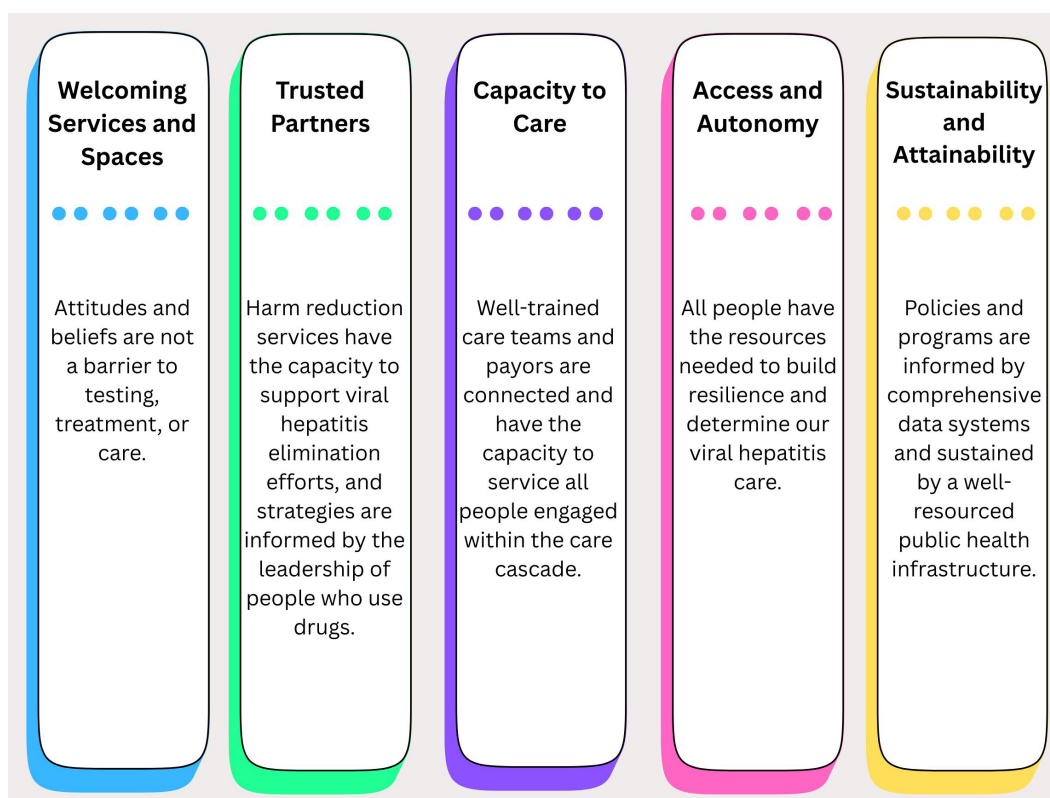 Welcoming
Services and
Spaces
Attitudes and
beliefs are not
a barrier to
testing,
treatment, or
care.
Trusted
Partners
Harm reduction
services have
the capacity to
support viral
hepatitis
elimination
efforts, and
strategies are
informed by the
leadership of
people who use
drugs.
Capacity to
Care
Well-trained
care teams and
payors are
connected and
have the
capacity to
service all
people engaged
within the care
cascade.
Access and
Autonomy
All people have
the resources
needed to build
resilience and
determine our
viral hepatitis
care.
Sustainability
and
Attainability
Policies and
programs are
informed by
comprehensive
data systems
and sustained
by a well-
resourced
public health
infrastructure.